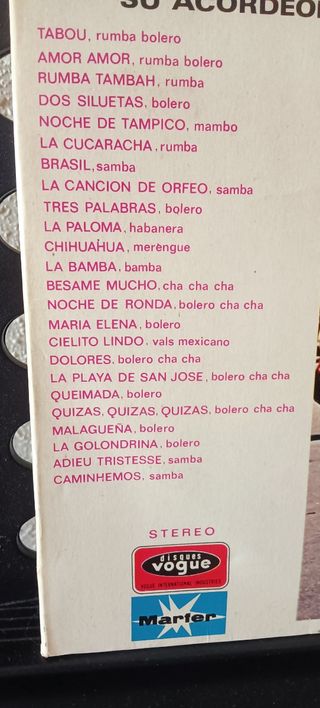 SU ACORDEON
TABOU, rumba bolero
AMOR AMOR, rumba bolero
RUMBA TAMBAH, rumba
DOS SILUETAS, bolero
NOCHE DE TAMPICO, mambo
LA CUCARACHA, rumba
BRASIL, samba
LA CANCION DE ORFEO, samba
TRES PALABRAS, bolero
LA PALOMA, habanera
CHIHUAHUA, merengue
LA BAMBA, bamba
BESAME MUCHO, cha cha cha
NOCHE DE RONDA, bolero cha cha
MARIA ELENA, bolero
CIELITO LINDO, vals mexicano
DOLORES, bolero cha cha
LA PLAYA DE SAN JOSE, bolero cha cha
QUEIMADA, bolero
QUIZAS, QUIZAS, QUIZAS, bolero cha cha
MALAGUEÑA, bolero
LA GOLONDRINA, bolero
ADIEU TRISTESSE, samba
CAMINHEMOS, samba
STEREO
disques
vogue
VOGUE INTERNATIONAL INDUSTRIES
Marfer